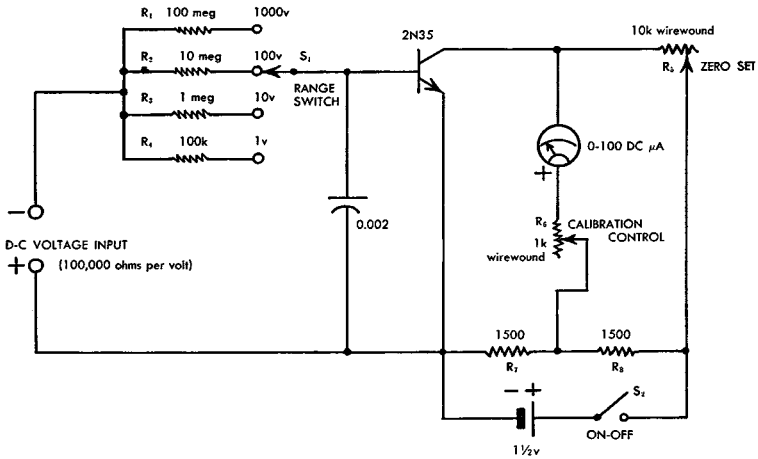 R₁ 100 meg 1000v
R₂ 10 meg 100v
S₁
RANGE
SWITCH
R₃ 1 meg 10v
R₄ 100k 1v
2N35
10k wirewound
R₅ ZERO SET
0-100 DC μA
+
R₆ CALIBRATION
CONTROL
1k
wirewound
0.002
−
D-C VOLTAGE INPUT
+ (100,000 ohms per volt)
1500
R₇
1500
R₈
− +
1½v
S₂
ON-OFF